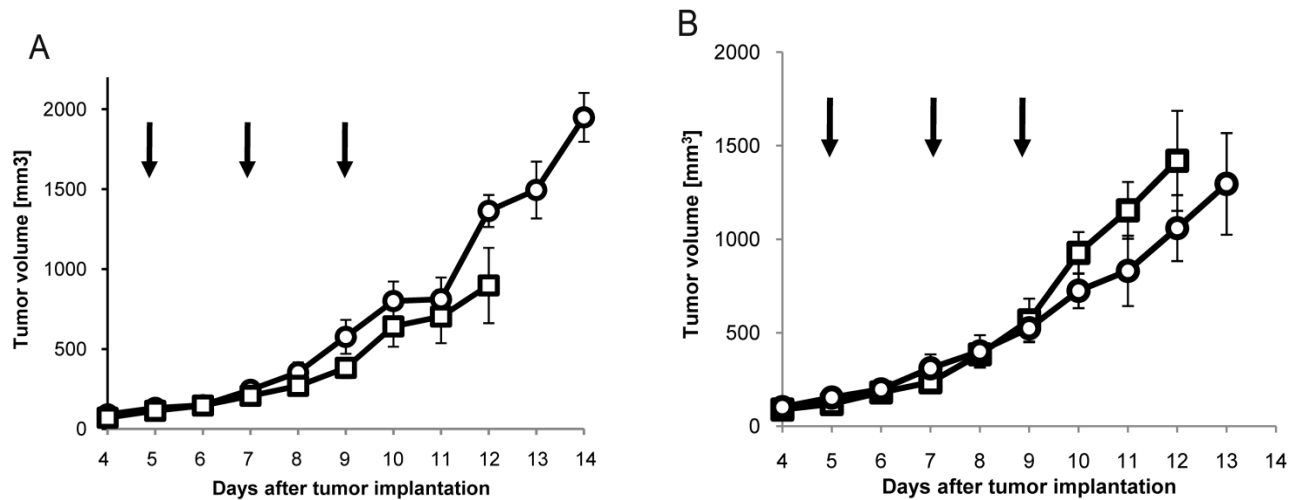 A
Tumor volume [mm3]
2000
1500
1000
500
0
4 5 6 7 8 9 10 11 12 13 14
Days after tumor implantation
B
Tumor volume [mm³]
2000
1500
1000
500
0
4 5 6 7 8 9 10 11 12 13 14
Days after tumor implantation